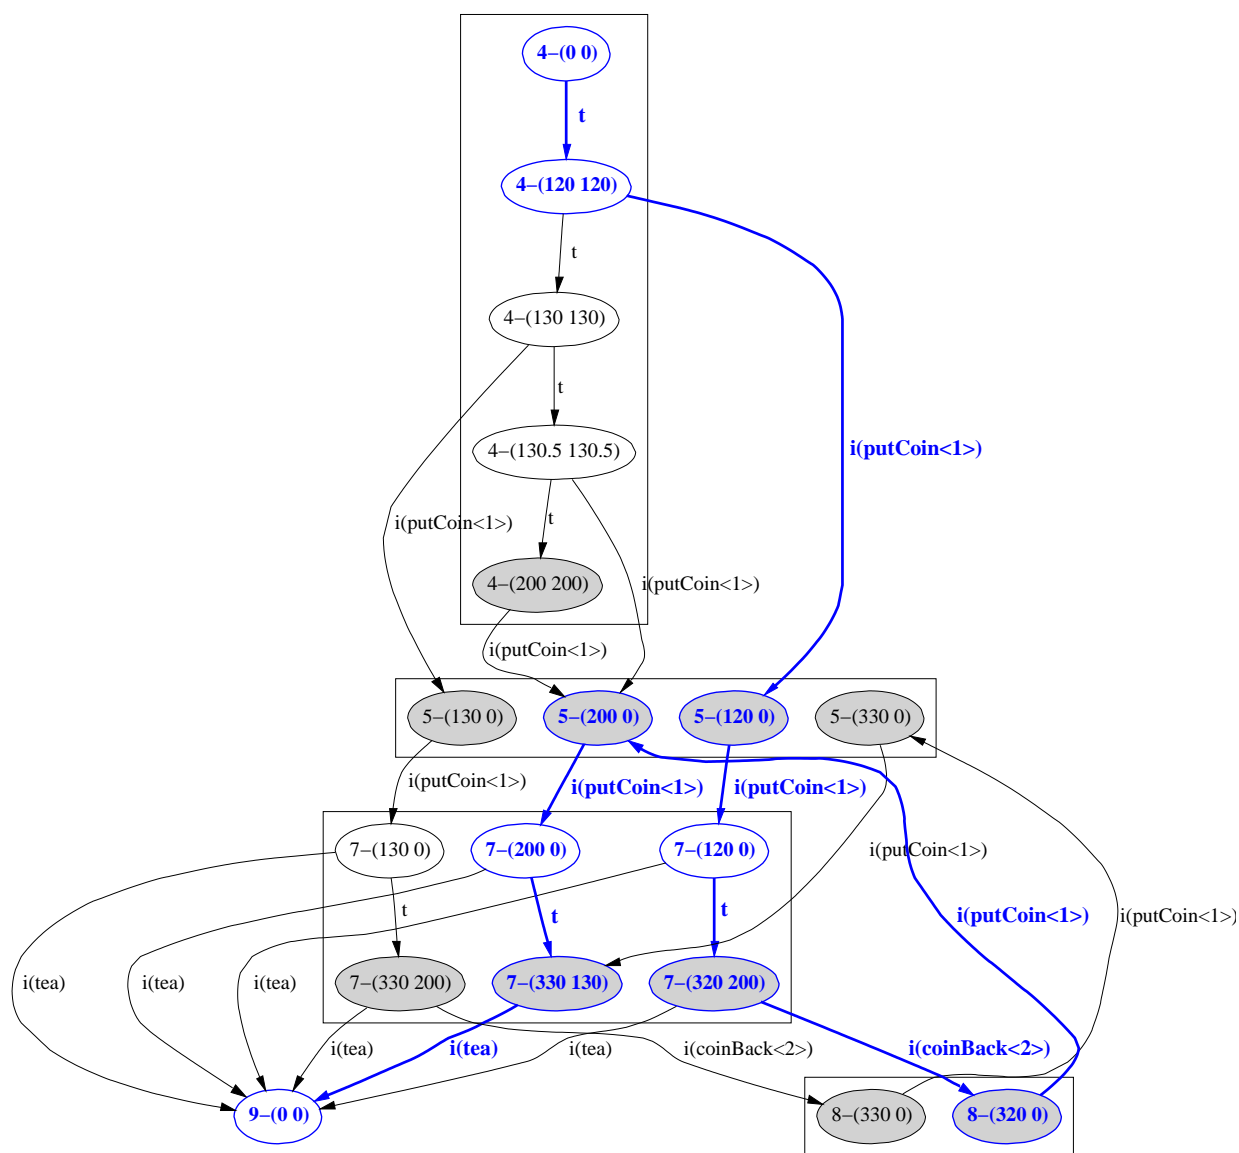 4–(0 0)
t
4–(120 120)
t
4–(130 130)
t
4–(130.5 130.5)
i(putCoin<1>)
i(putCoin<1>)
t
4–(200 200)
i(putCoin<1>)
i(putCoin<1>)
5–(130 0)
5–(200 0)
5–(120 0)
5–(330 0)
i(putCoin<1>)
i(putCoin<1>)
i(putCoin<1>)
7–(130 0)
7–(200 0)
7–(120 0)
i(putCoin<1>)
t
t
t
i(putCoin<1>)
i(putCoin<1>)
i(tea)
i(tea)
i(tea)
7–(330 200)
7–(330 130)
7–(320 200)
i(tea)
i(tea)
i(tea)
i(coinBack<2>)
i(coinBack<2>)
9–(0 0)
8–(330 0)
8–(320 0)